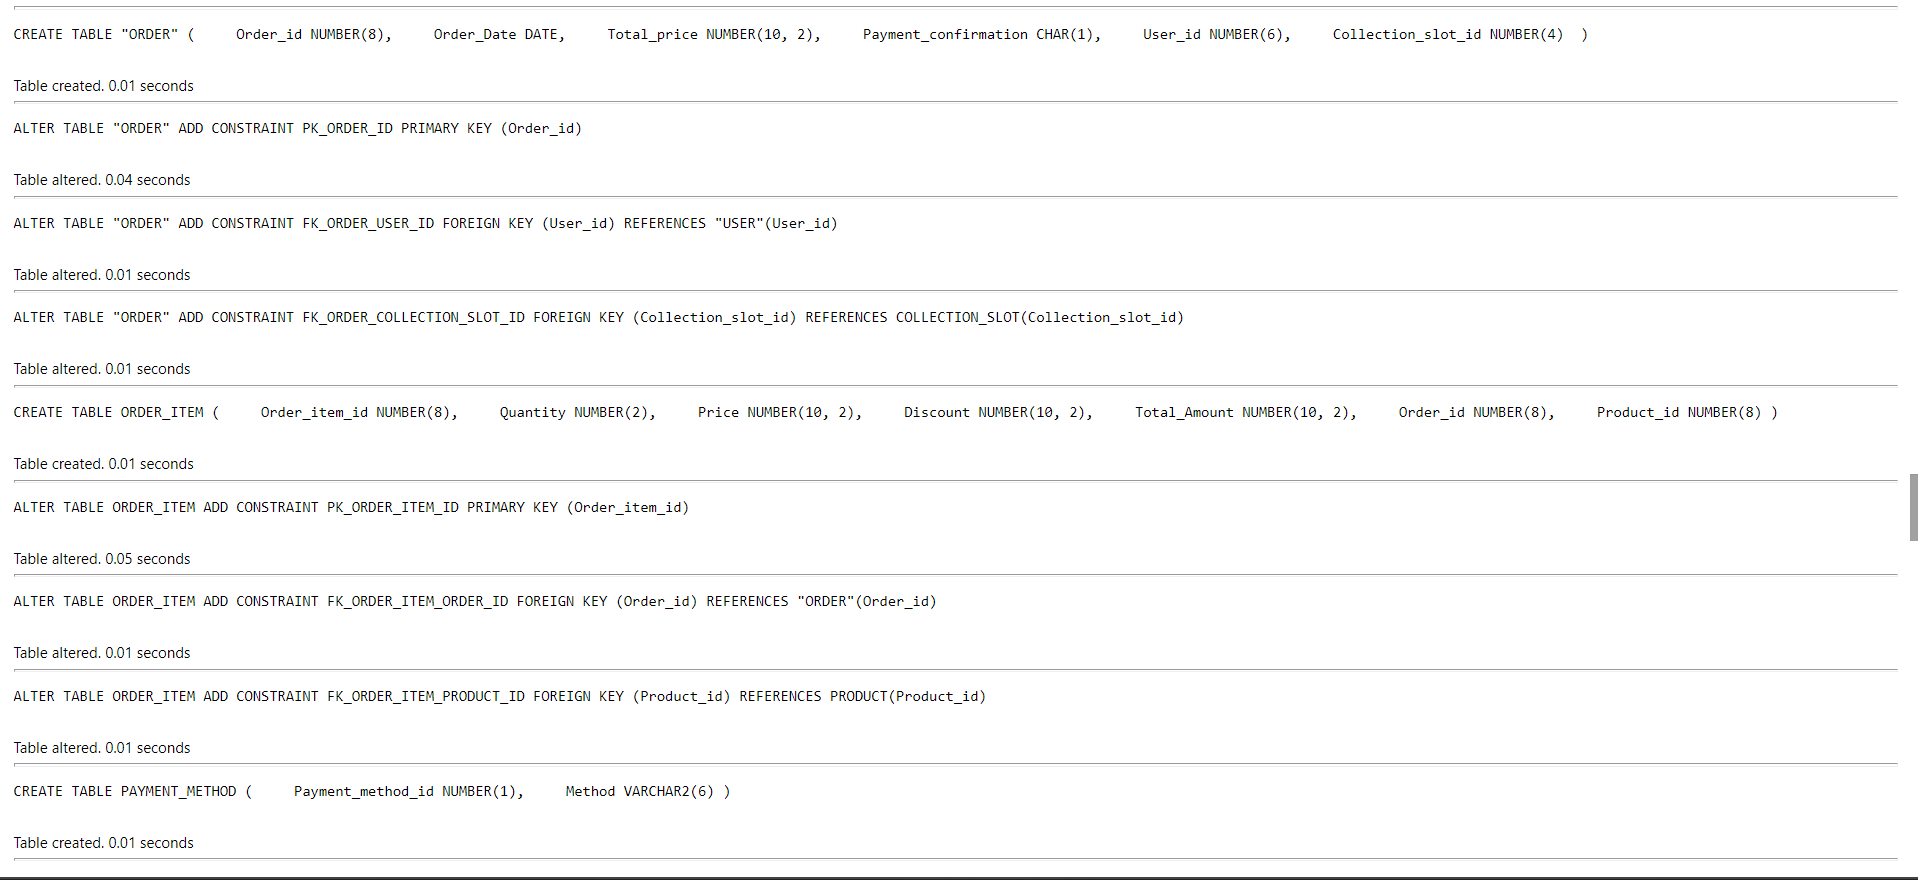 CREATE TABLE "ORDER" (     Order_id NUMBER(8),     Order_Date DATE,     Total_price NUMBER(10, 2),     Payment_confirmation CHAR(1),     User_id NUMBER(6),     Collection_slot_id NUMBER(4)  )
Table created. 0.01 seconds
ALTER TABLE "ORDER" ADD CONSTRAINT PK_ORDER_ID PRIMARY KEY (Order_id)
Table altered. 0.04 seconds
ALTER TABLE "ORDER" ADD CONSTRAINT FK_ORDER_USER_ID FOREIGN KEY (User_id) REFERENCES "USER"(User_id)
Table altered. 0.01 seconds
ALTER TABLE "ORDER" ADD CONSTRAINT FK_ORDER_COLLECTION_SLOT_ID FOREIGN KEY (Collection_slot_id) REFERENCES COLLECTION_SLOT(Collection_slot_id)
Table altered. 0.01 seconds
CREATE TABLE ORDER_ITEM (     Order_item_id NUMBER(8),     Quantity NUMBER(2),     Price NUMBER(10, 2),     Discount NUMBER(10, 2),     Total_Amount NUMBER(10, 2),     Order_id NUMBER(8),     Product_id NUMBER(8) )
Table created. 0.01 seconds
ALTER TABLE ORDER_ITEM ADD CONSTRAINT PK_ORDER_ITEM_ID PRIMARY KEY (Order_item_id)
Table altered. 0.05 seconds
ALTER TABLE ORDER_ITEM ADD CONSTRAINT FK_ORDER_ITEM_ORDER_ID FOREIGN KEY (Order_id) REFERENCES "ORDER"(Order_id)
Table altered. 0.01 seconds
ALTER TABLE ORDER_ITEM ADD CONSTRAINT FK_ORDER_ITEM_PRODUCT_ID FOREIGN KEY (Product_id) REFERENCES PRODUCT(Product_id)
Table altered. 0.01 seconds
CREATE TABLE PAYMENT_METHOD (     Payment_method_id NUMBER(1),     Method VARCHAR2(6) )
Table created. 0.01 seconds